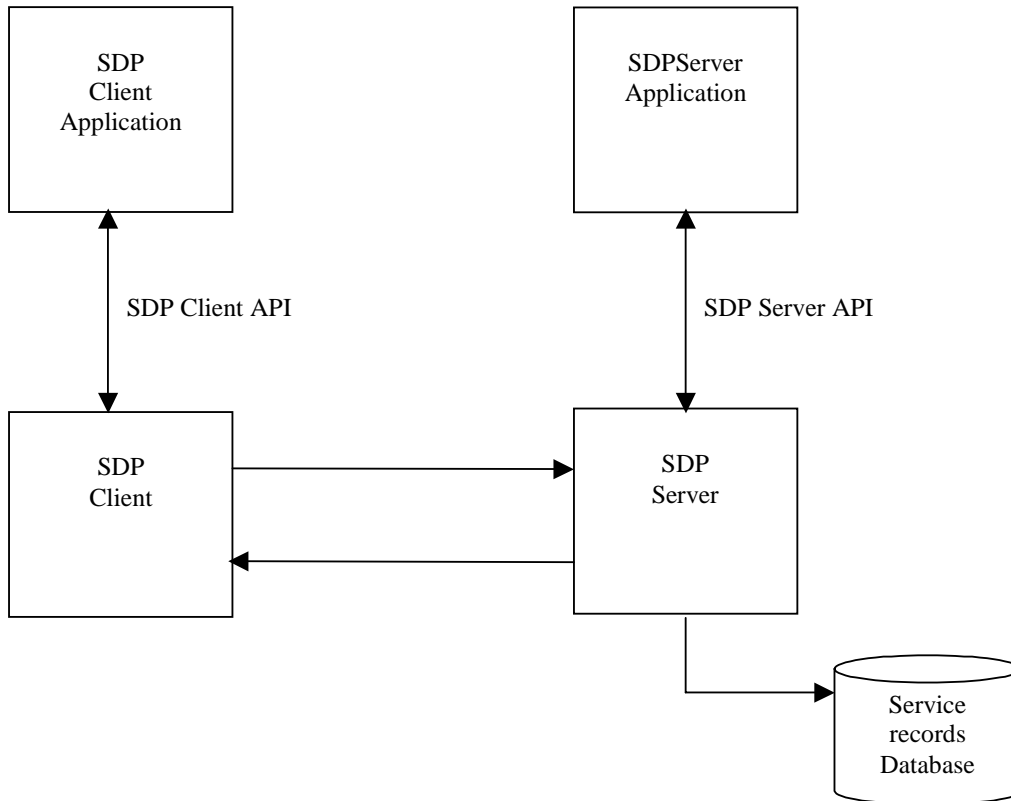 SDP
Client
Application
SDPServer
Application
SDP Client API
SDP Server API
SDP
Client
SDP
Server
Service
records
Database